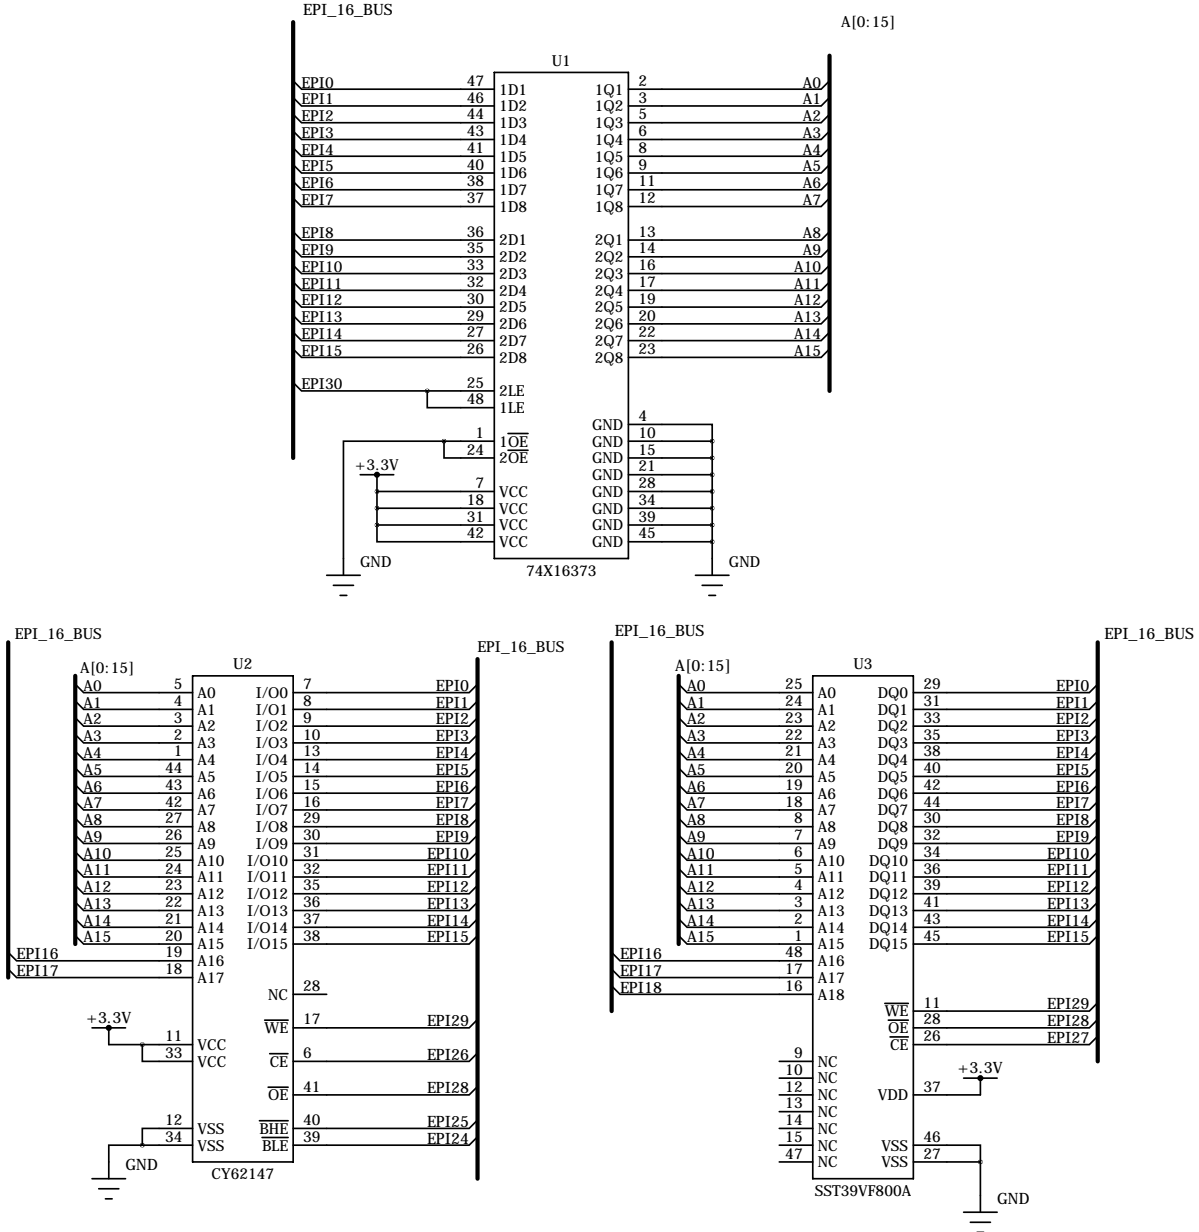 EPI_16_BUS
A[0:15]
U1
EPI0 47 1D1 1Q1 2 A0
EPI1 46 1D2 1Q2 3 A1
EPI2 44 1D3 1Q3 5 A2
EPI3 43 1D4 1Q4 6 A3
EPI4 41 1D5 1Q5 8 A4
EPI5 40 1D6 1Q6 9 A5
EPI6 38 1D7 1Q7 11 A6
EPI7 37 1D8 1Q8 12 A7
EPI8 36 2D1 2Q1 13 A8
EPI9 35 2D2 2Q2 14 A9
EPI10 33 2D3 2Q3 16 A10
EPI11 32 2D4 2Q4 17 A11
EPI12 30 2D5 2Q5 19 A12
EPI13 29 2D6 2Q6 20 A13
EPI14 27 2D7 2Q7 22 A14
EPI15 26 2D8 2Q8 23 A15
EPI30 25 2LE
48 1LE
GND 4
1 1OE GND 10
24 2OE GND 15
+3.3V GND 21
7 VCC GND 28
18 VCC GND 34
31 VCC GND 39
42 VCC GND 45
GND 74X16373 GND
EPI_16_BUS
EPI_16_BUS
A[0:15]
U2
A0 5 A0 I/O0 7 EPI0
A1 4 A1 I/O1 8 EPI1
A2 3 A2 I/O2 9 EPI2
A3 2 A3 I/O3 10 EPI3
A4 1 A4 I/O4 13 EPI4
A5 44 A5 I/O5 14 EPI5
A6 43 A6 I/O6 15 EPI6
A7 42 A7 I/O7 16 EPI7
A8 27 A8 I/O8 29 EPI8
A9 26 A9 I/O9 30 EPI9
A10 25 A10 I/O10 31 EPI10
A11 24 A11 I/O11 32 EPI11
A12 23 A12 I/O12 35 EPI12
A13 22 A13 I/O13 36 EPI13
A14 21 A14 I/O14 37 EPI14
A15 20 A15 I/O15 38 EPI15
EPI16 19 A16
EPI17 18 A17
NC 28
+3.3V WE 17 EPI29
11 VCC
33 VCC CE 6 EPI26
OE 41 EPI28
12 VSS BHE 40 EPI25
34 VSS BLE 39 EPI24
GND
CY62147
EPI_16_BUS
EPI_16_BUS
A[0:15]
U3
A0 25 A0 DQ0 29 EPI0
A1 24 A1 DQ1 31 EPI1
A2 23 A2 DQ2 33 EPI2
A3 22 A3 DQ3 35 EPI3
A4 21 A4 DQ4 38 EPI4
A5 20 A5 DQ5 40 EPI5
A6 19 A6 DQ6 42 EPI6
A7 18 A7 DQ7 44 EPI7
A8 8 A8 DQ8 30 EPI8
A9 7 A9 DQ9 32 EPI9
A10 6 A10 DQ10 34 EPI10
A11 5 A11 DQ11 36 EPI11
A12 4 A12 DQ12 39 EPI12
A13 3 A13 DQ13 41 EPI13
A14 2 A14 DQ14 43 EPI14
A15 1 A15 DQ15 45 EPI15
EPI16 48 A16
EPI17 17 A17
EPI18 16 A18
WE 11 EPI29
OE 28 EPI28
CE 26 EPI27
9 NC
10 NC +3.3V
12 NC VDD 37
13 NC
14 NC
15 NC VSS 46
47 NC VSS 27
SST39VF800A
GND